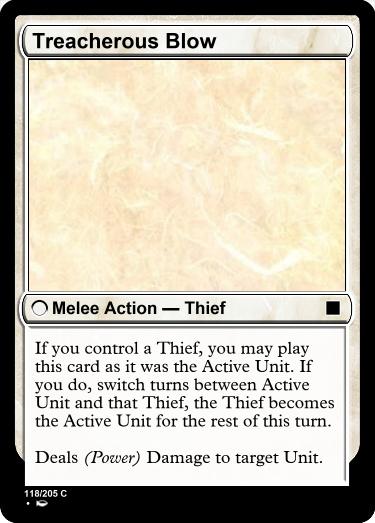 Treacherous Blow
Melee Action — Thief
If you control a Thief, you may play
this card as it was the Active Unit. If
you do, switch turns between Active
Unit and that Thief, the Thief becomes
the Active Unit for the rest of this turn.
Deals (Power) Damage to target Unit.
118/205 C